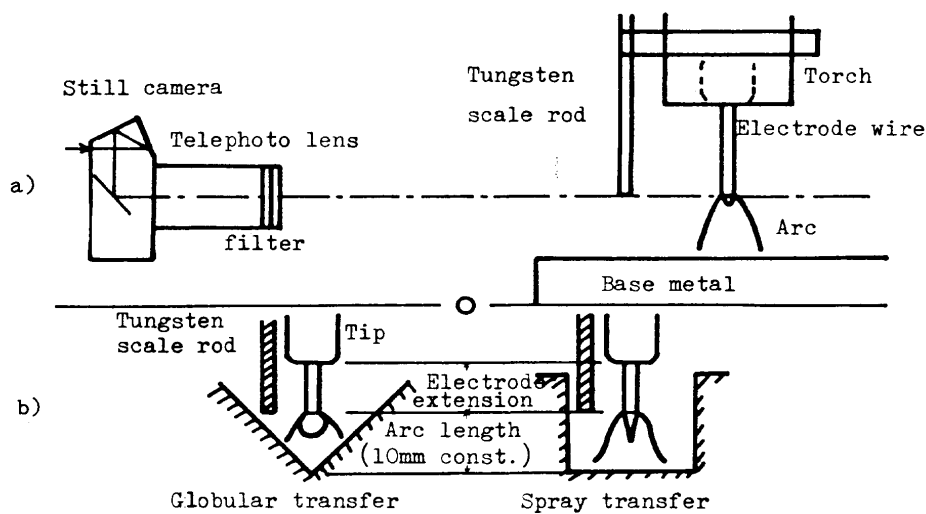 Still camera
Telephoto lens
filter
a)
Tungsten
scale rod
Torch
Electrode wire
Arc
Base metal
Tungsten
scale rod
Tip
b)
Electrode
extension
Arc length
(10mm const.)
Globular transfer
Spray transfer